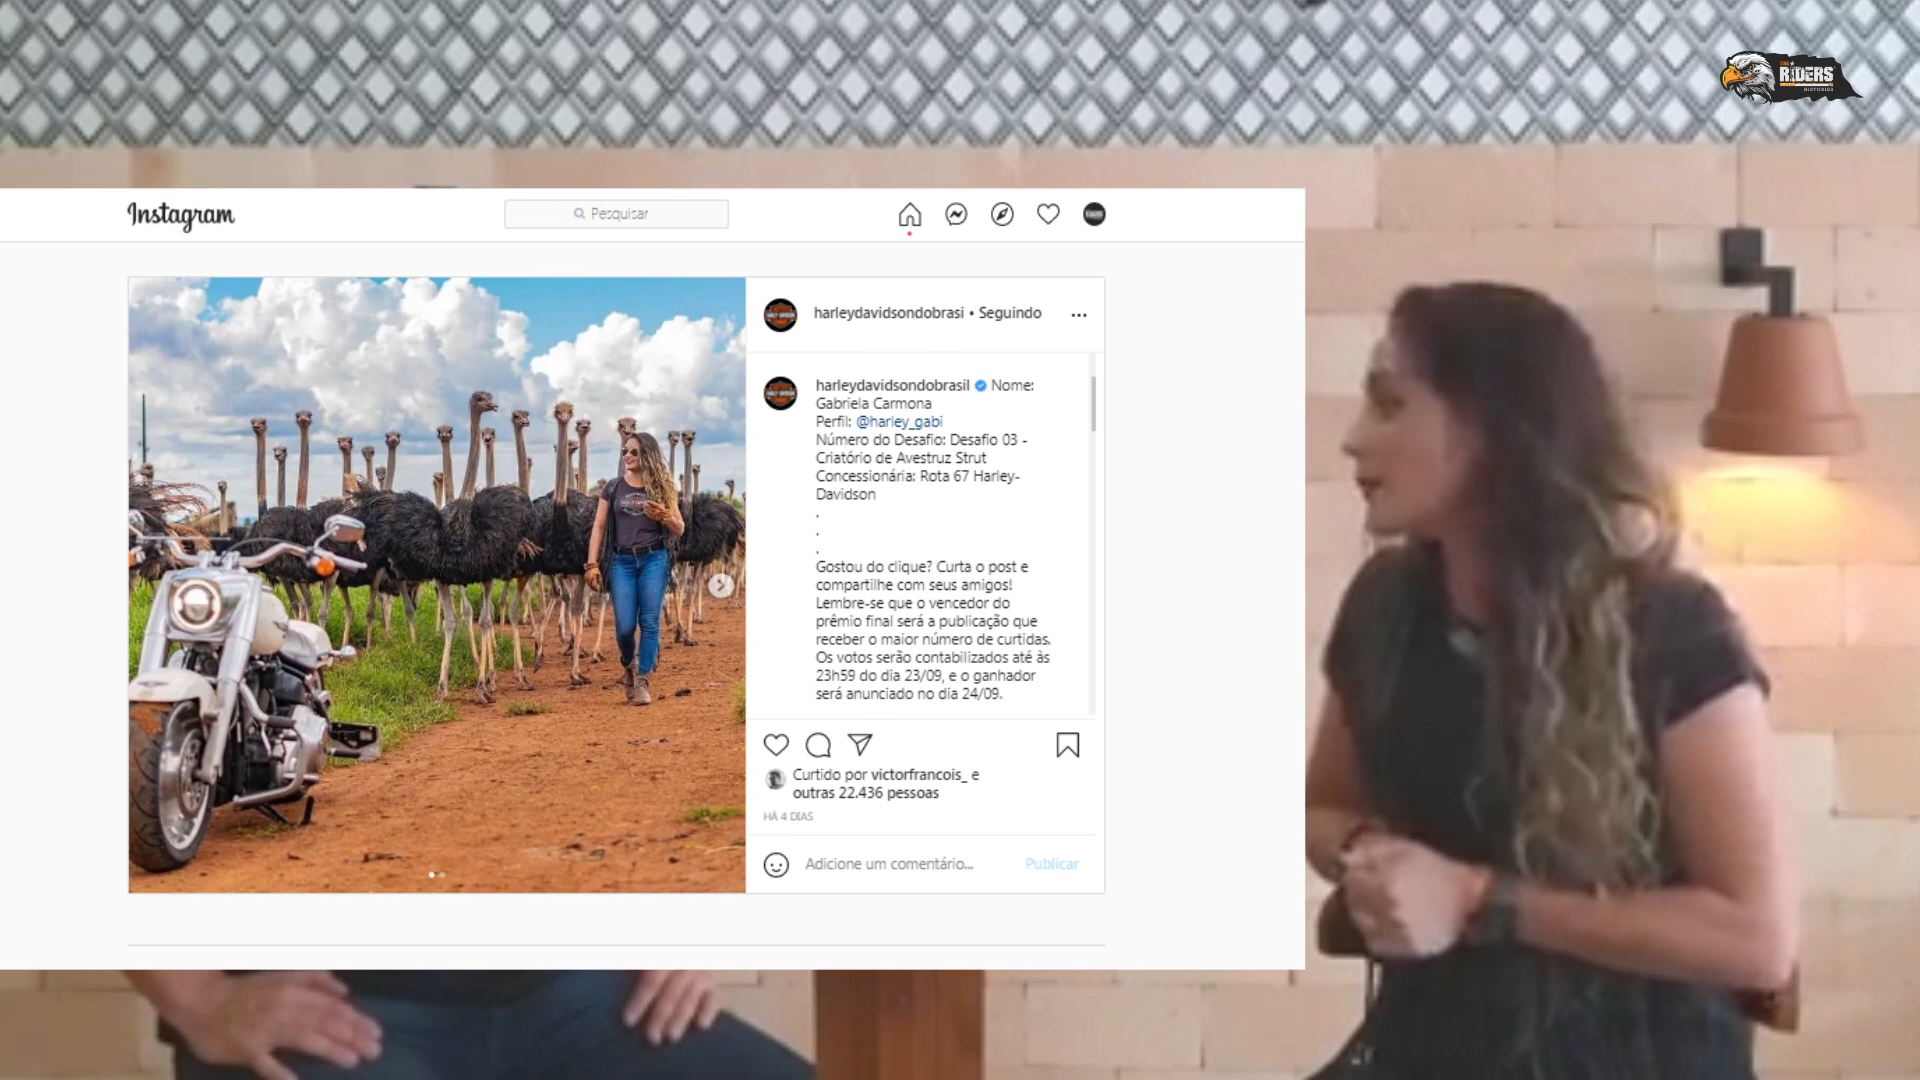 THE
RIDERS
HISTORIES
Instagram
Pesquisar
harleydavidsondobrasi • Seguindo
harleydavidsondobrasil Nome:
Gabriela Carmona
Perfil: @harley_gabi
Número do Desafio: Desafio 03 -
Criatório de Avestruz Strut
Concessionária: Rota 67 Harley-
Davidson
.
.
.
Gostou do clique? Curta o post e
compartilhe com seus amigos!
Lembre-se que o vencedor do
prêmio final será a publicação que
receber o maior número de curtidas.
Os votos serão contabilizados até às
23h59 do dia 23/09, e o ganhador
será anunciado no dia 24/09.
Curtido por victorfrancois_ e
outras 22.436 pessoas
HÁ 4 DIAS
Adicione um comentário... Publicar